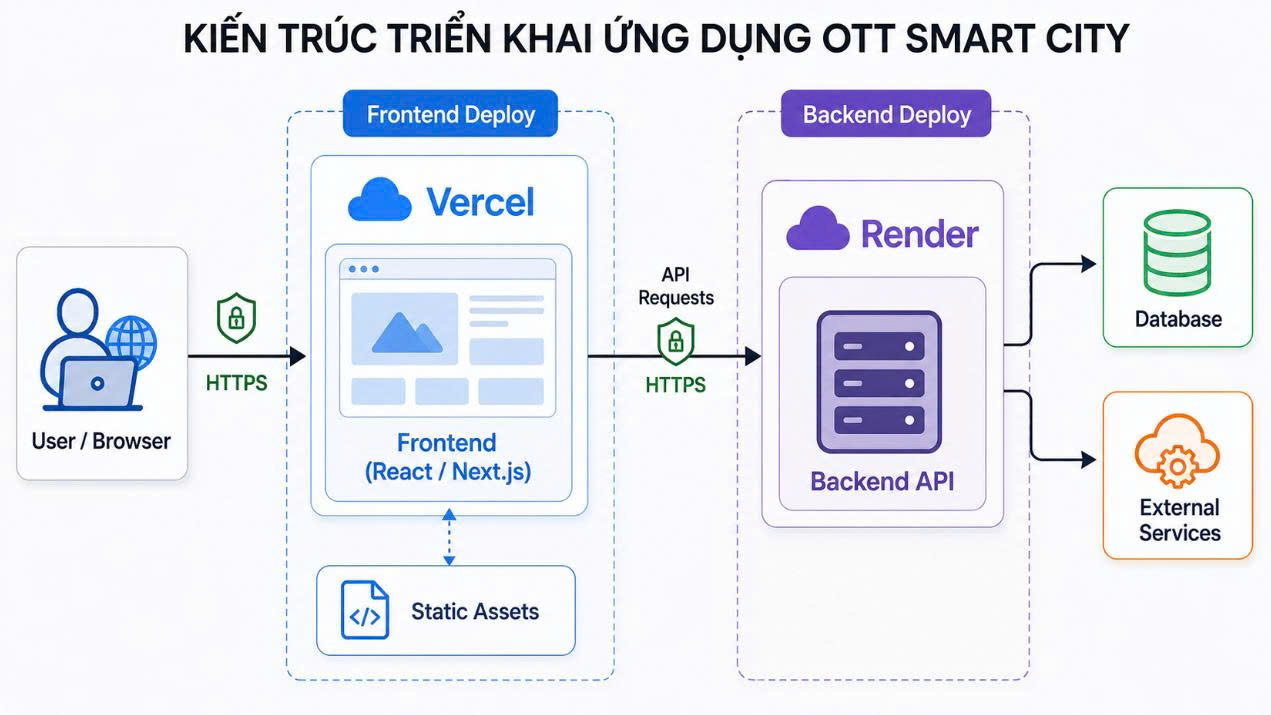 KIẾN TRÚC TRIỂN KHAI ỨNG DỤNG OTT SMART CITY
Frontend Deploy
Backend Deploy
Vercel
Render
User / Browser
HTTPS
Frontend
(React / Next.js)
Static Assets
API
Requests
HTTPS
Backend API
Database
External
Services